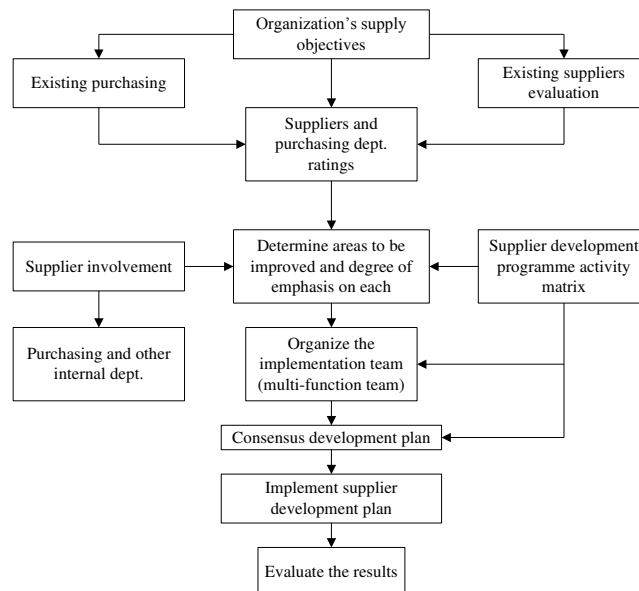 Organization's supply
objectives
Existing purchasing
Existing suppliers
evaluation
Suppliers and
purchasing dept.
ratings
Supplier involvement
Determine areas to be
improved and degree of
emphasis on each
Supplier development
programme activity
matrix
Purchasing and other
internal dept.
Organize the
implementation team
(multi-function team)
Consensus development plan
Implement supplier
development plan
Evaluate the results